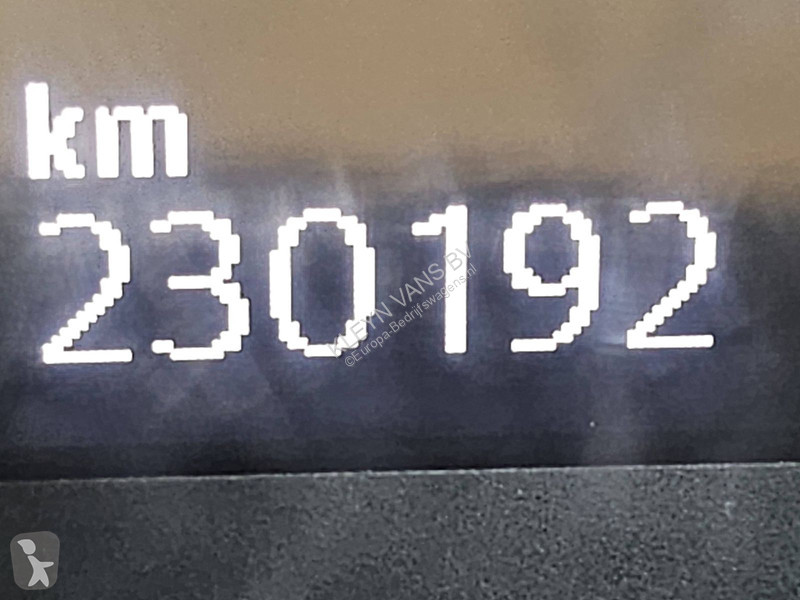 km
230192
KLEYN VANS BV
©Europa-Bedrijfswagens.nl